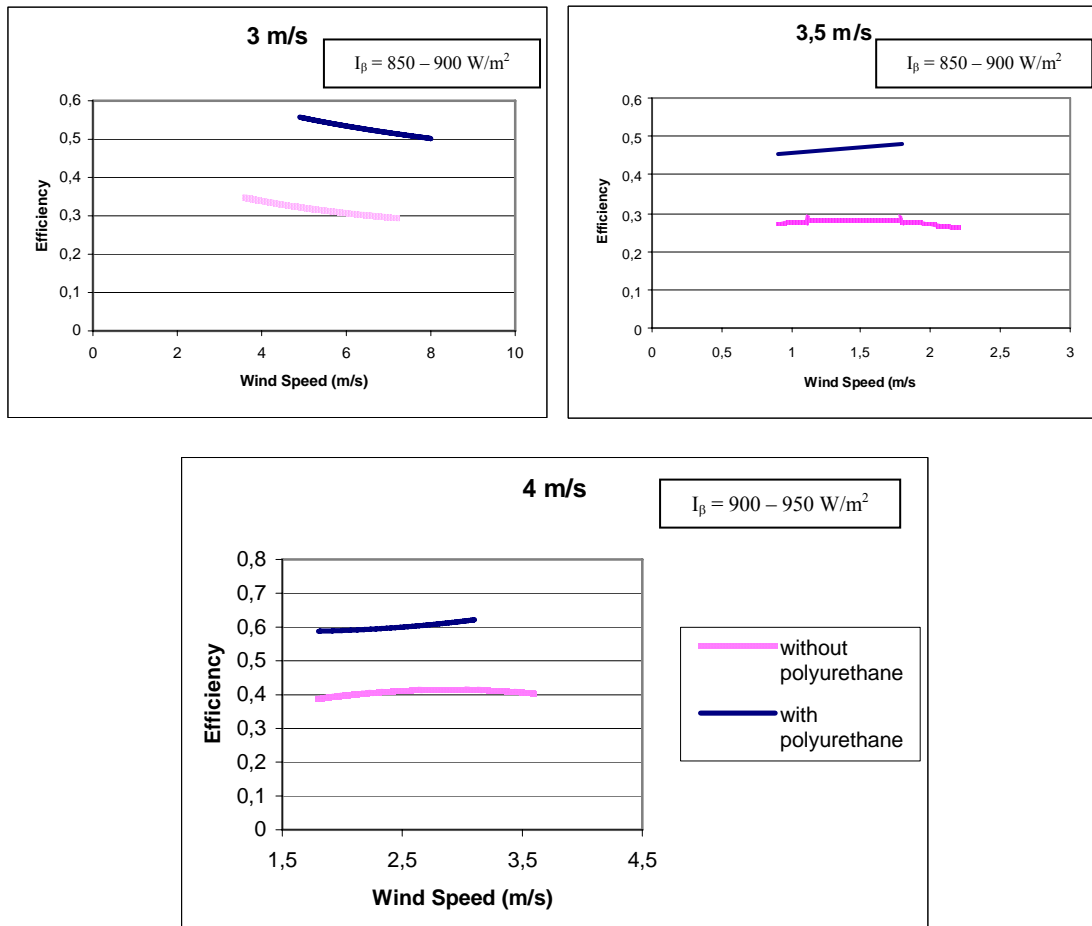 3 m/s
Iβ = 850 – 900 W/m²
0,6
0,5
0,4
0,3
0,2
0,1
0
Efficiency
0 2 4 6 8 10
Wind Speed (m/s)
3,5 m/s
Iβ = 850 – 900 W/m²
0,6
0,5
0,4
0,3
0,2
0,1
0
Efficiency
0 0,5 1 1,5 2 2,5 3
Wind Speed (m/s
4 m/s
Iβ = 900 – 950 W/m²
0,8
0,7
0,6
0,5
0,4
0,3
0,2
0,1
0
Efficiency
1,5 2,5 3,5 4,5
Wind Speed (m/s)
without
polyurethane
with
polyurethane